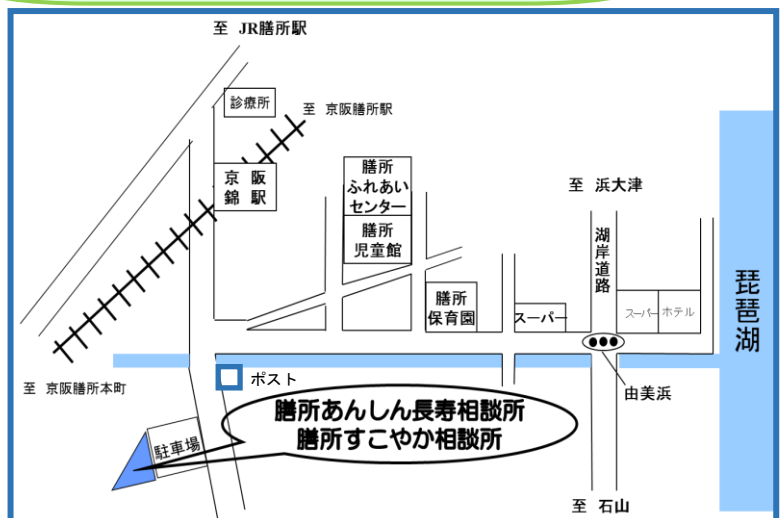 至 JR膳所駅
診療所
至 京阪膳所駅
京 阪
錦 駅
膳所
ふれあい
センター
膳所
児童館
至 浜大津
湖岸道路
琵琶湖
膳所
保育園
スーパー
スーパー
ホテル
由美浜
ポスト
至 京阪膳所本町
膳所あんしん長寿相談所
膳所すこやか相談所
駐車場
至 石山